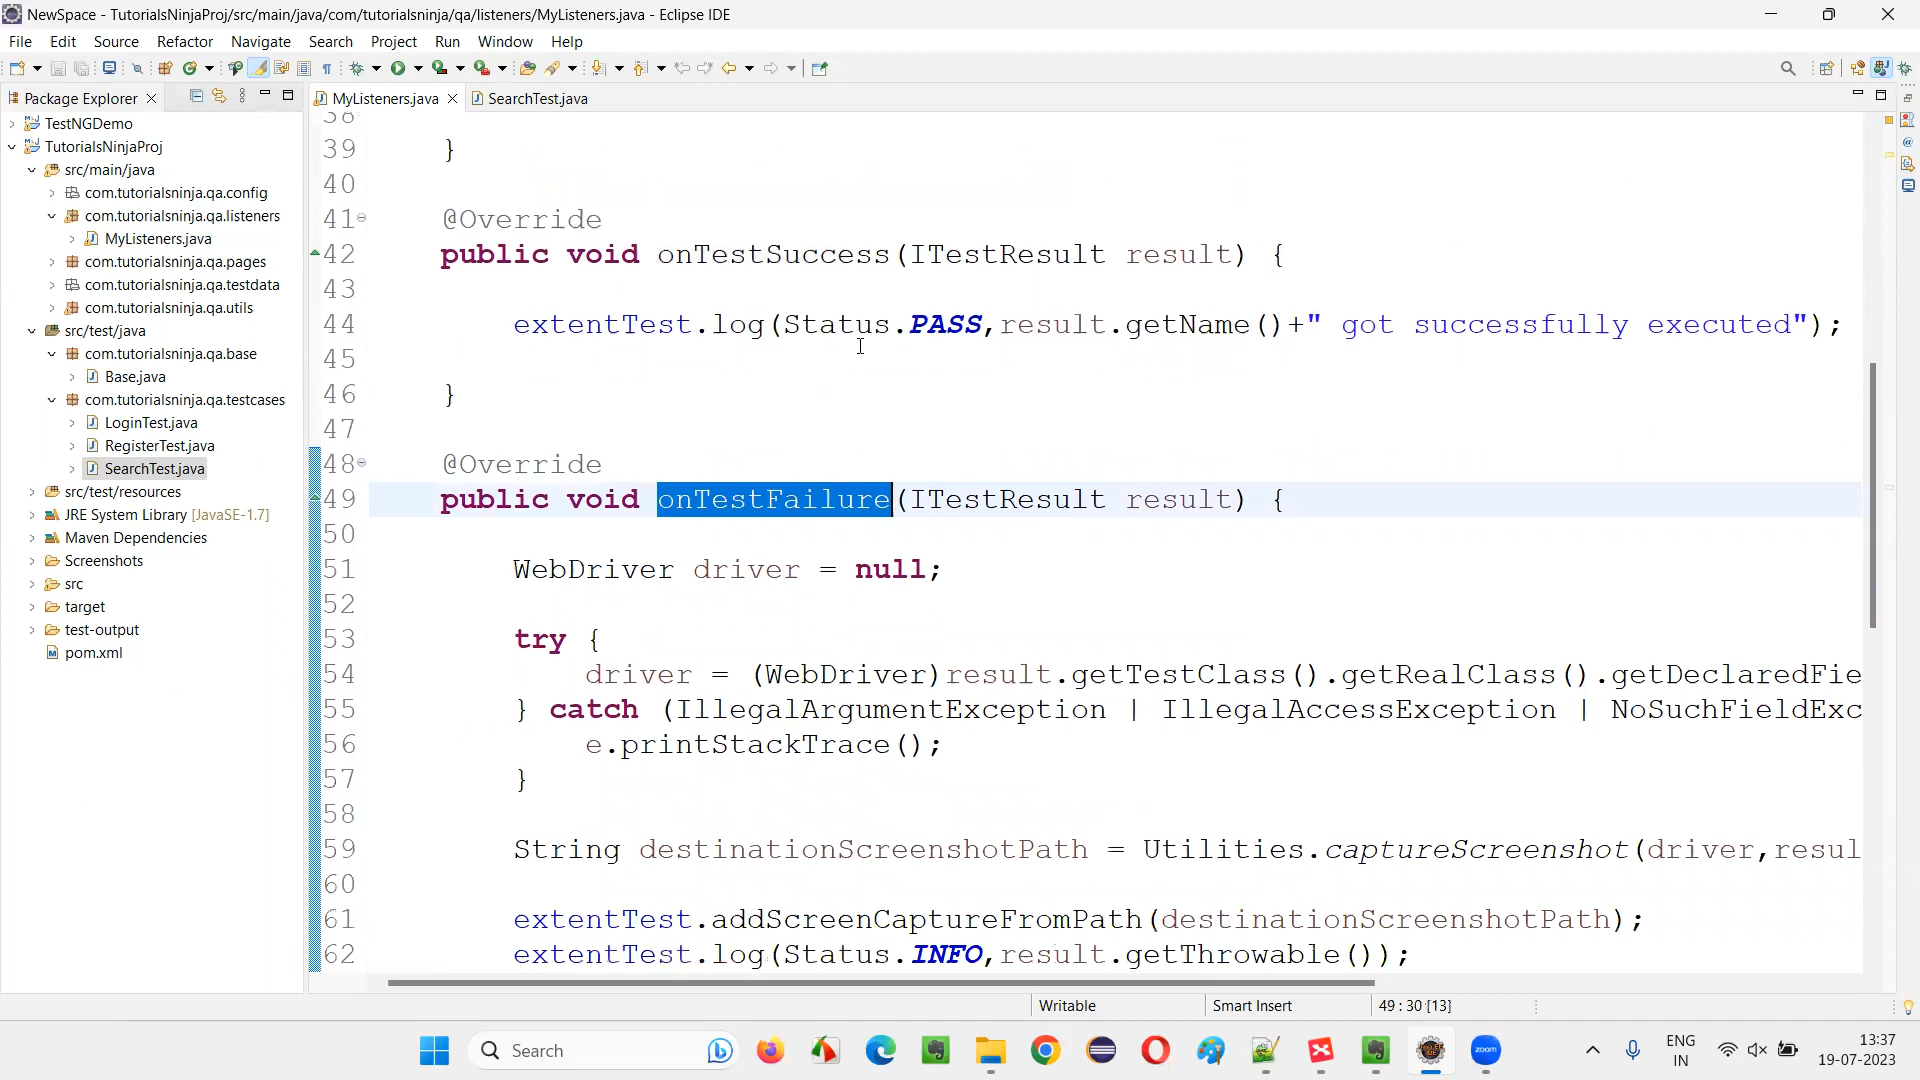 NewSpace - TutorialsNinjaProj/src/main/java/com/tutorialsninja/qa/listeners/MyListeners.java - Eclipse IDE
File Edit Source Refactor Navigate Search Project Run Window Help
Package Explorer
TestNGDemo
TutorialsNinjaProj
src/main/java
com.tutorialsninja.qa.config
com.tutorialsninja.qa.listeners
MyListeners.java
com.tutorialsninja.qa.pages
com.tutorialsninja.qa.testdata
com.tutorialsninja.qa.utils
src/test/java
com.tutorialsninja.qa.base
Base.java
com.tutorialsninja.qa.testcases
LoginTest.java
RegisterTest.java
SearchTest.java
src/test/resources
JRE System Library [JavaSE-1.7]
Maven Dependencies
Screenshots
src
target
test-output
pom.xml
MyListeners.java SearchTest.java
38
39 }
40
41 @Override
42 public void onTestSuccess(ITestResult result) {
43
44 extentTest.log(Status.PASS,result.getName()+" got successfully executed");
45
46 }
47
48 @Override
49 public void onTestFailure(ITestResult result) {
50
51 WebDriver driver = null;
52
53 try {
54 driver = (WebDriver)result.getTestClass().getRealClass().getDeclaredFie
55 } catch (IllegalArgumentException | IllegalAccessException | NoSuchFieldExc
56 e.printStackTrace();
57 }
58
59 String destinationScreenshotPath = Utilities.captureScreenshot(driver,resul
60
61 extentTest.addScreenCaptureFromPath(destinationScreenshotPath);
62 extentTest.log(Status.INFO,result.getThrowable());
Writable Smart Insert 49 : 30 [13]
Search
zoom
ENG
IN
13:37
19-07-2023